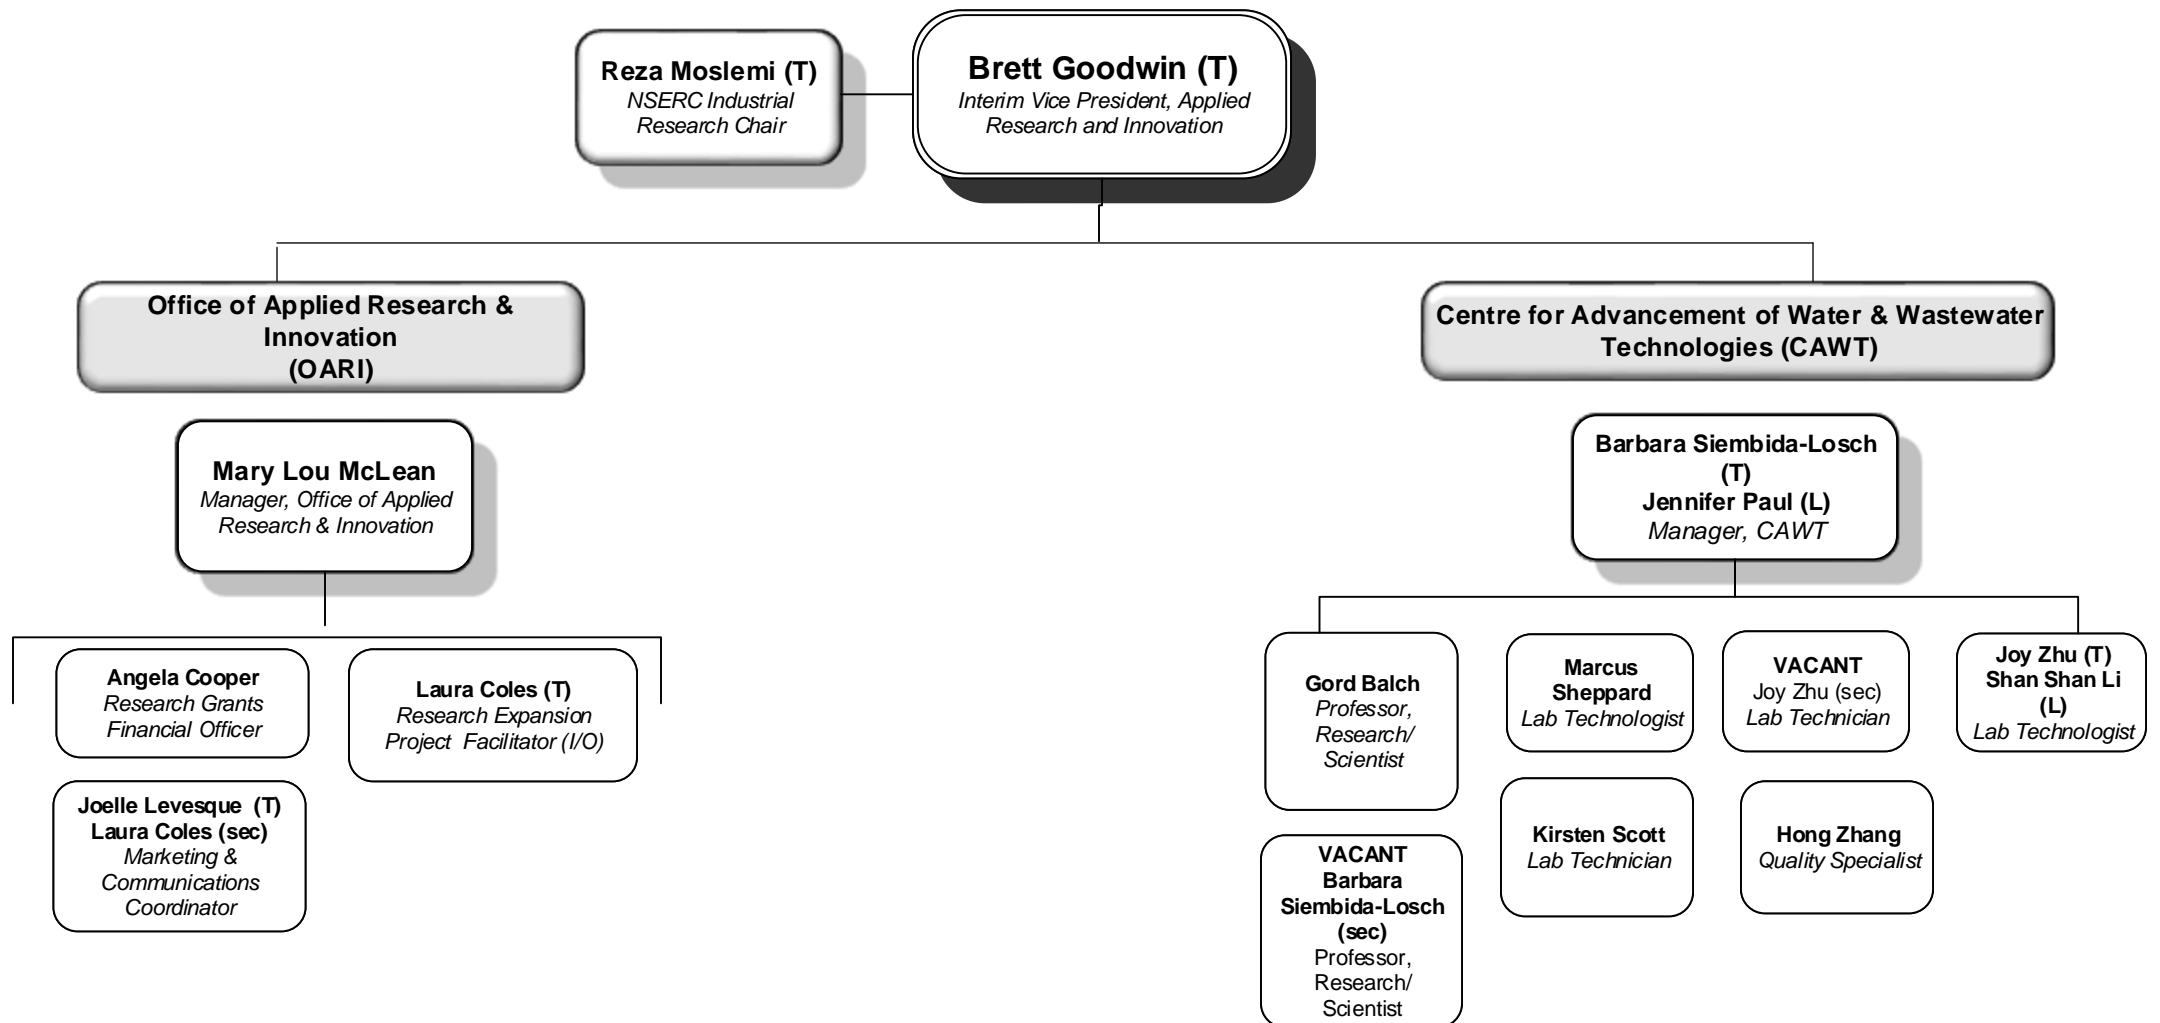 Reza Moslemi (T)
NSERC Industrial
Research Chair
Brett Goodwin (T)
Interim Vice President, Applied
Research and Innovation
Office of Applied Research &
Innovation
(OARI)
Centre for Advancement of Water & Wastewater
Technologies (CAWT)
Mary Lou McLean
Manager, Office of Applied
Research & Innovation
Barbara Siembida-Losch
(T)
Jennifer Paul (L)
Manager, CAWT
Angela Cooper
Research Grants
Financial Officer
Laura Coles (T)
Research Expansion
Project Facilitator (I/O)
Joelle Levesque (T)
Laura Coles (sec)
Marketing &
Communications
Coordinator
Gord Balch
Professor,
Research/
Scientist
Marcus
Sheppard
Lab Technologist
VACANT
Joy Zhu (sec)
Lab Technician
Joy Zhu (T)
Shan Shan Li
(L)
Lab Technologist
VACANT
Barbara
Siembida-Losch
(sec)
Professor,
Research/
Scientist
Kirsten Scott
Lab Technician
Hong Zhang
Quality Specialist